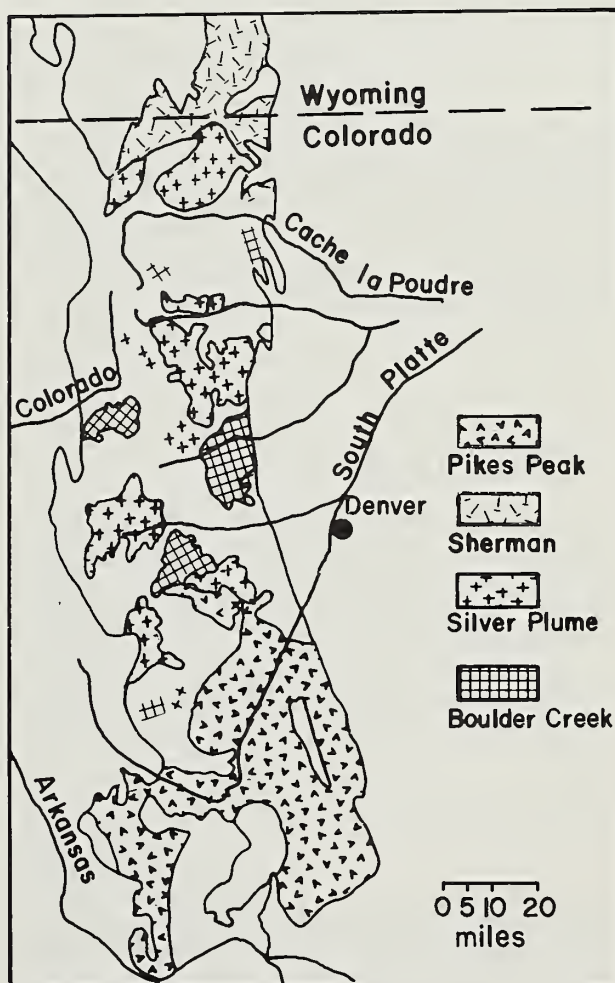 Wyoming
Colorado
Cache la Poudre
Colorado
South Platte
Denver
Pikes Peak
Sherman
Silver Plume
Boulder Creek
Arkansas
0 5 10 20
miles